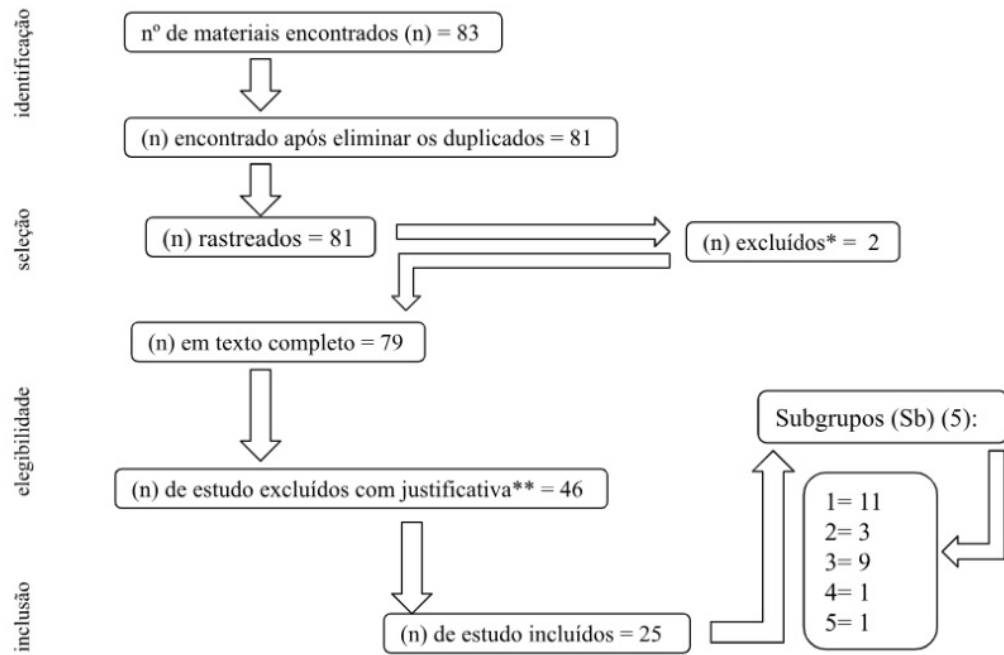 identificação
nº de materiais encontrados (n) = 83
(n) encontrado após eliminar os duplicados = 81
seleção
(n) rastreados = 81
(n) excluídos* = 2
(n) em texto completo = 79
elegibilidade
Subgrupos (Sb) (5):
(n) de estudo excluídos com justificativa** = 46
1= 11
2= 3
3= 9
4= 1
5= 1
inclusão
(n) de estudo incluídos = 25